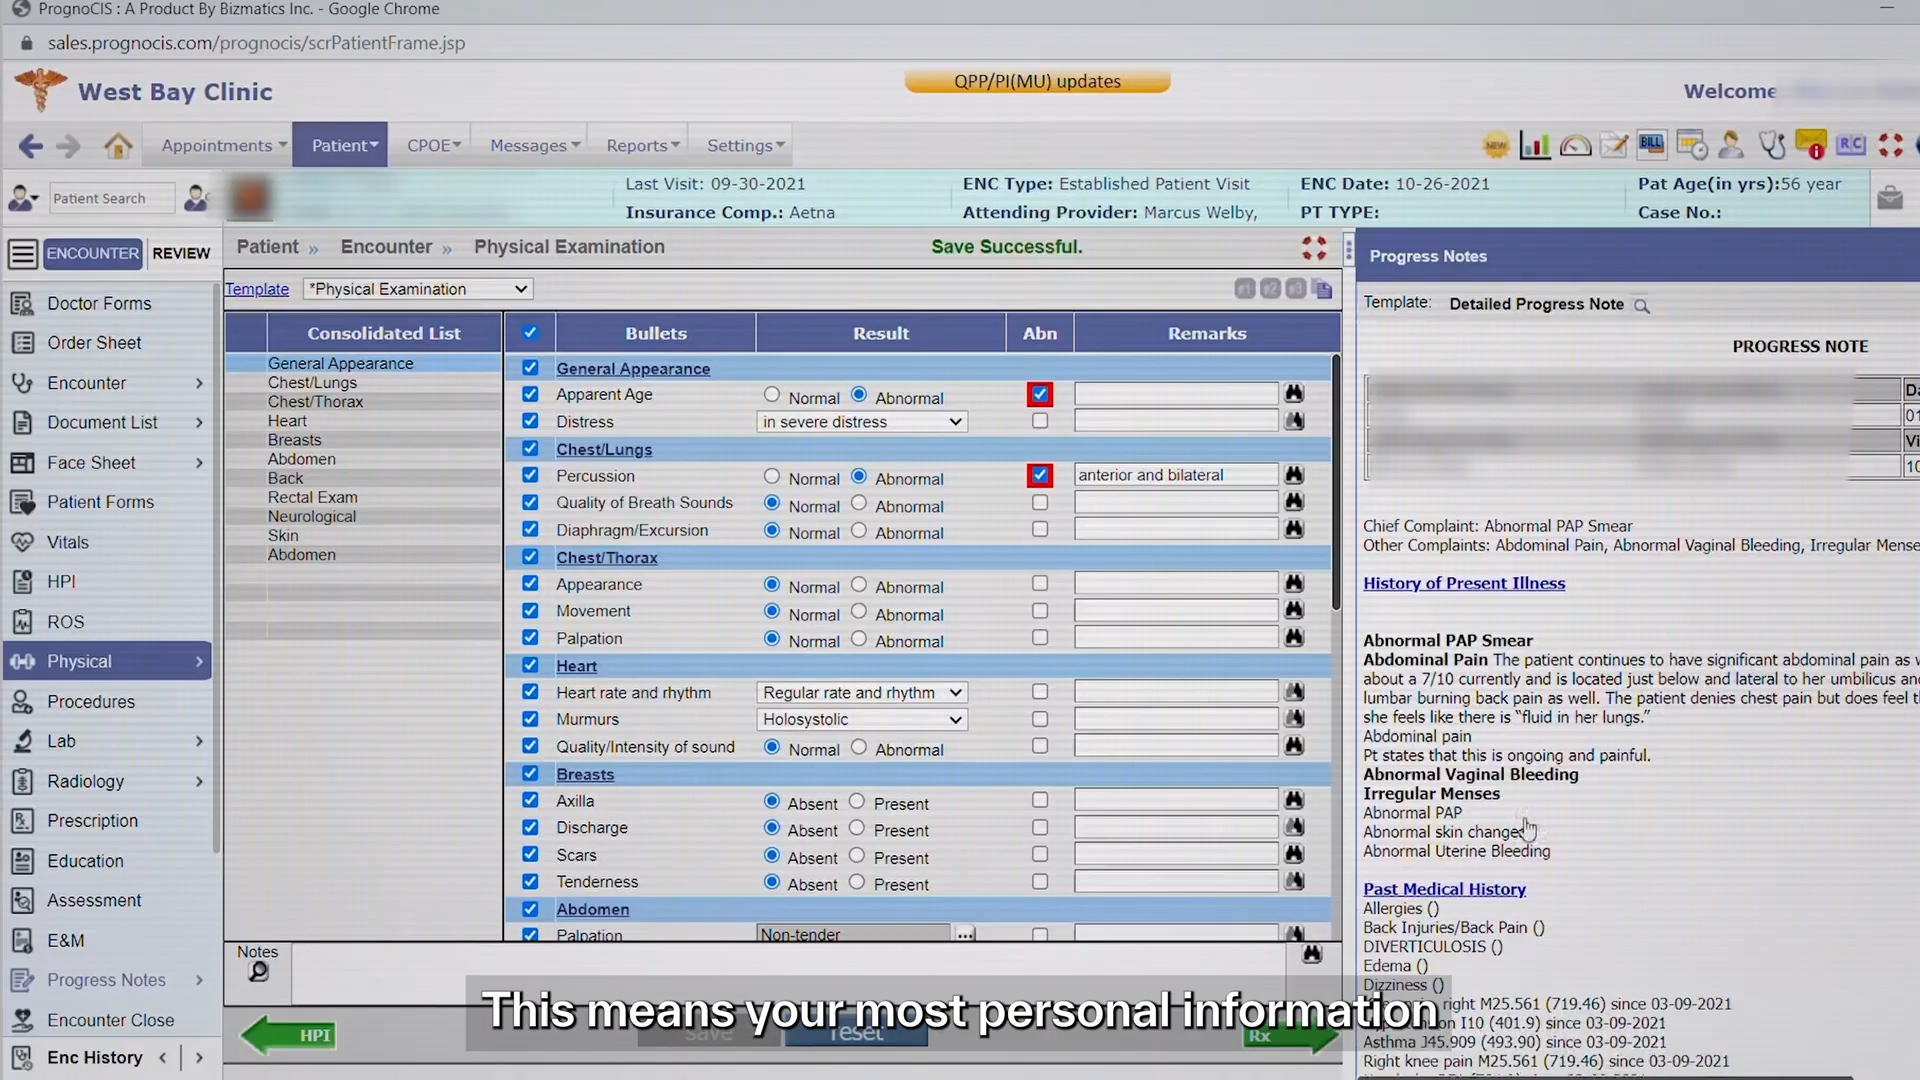 PrognoCIS : A Product By Bizmatics Inc. - Google Chrome
sales.prognocis.com/prognocis/scrPatientFrame.jsp
West Bay Clinic
QPP/PI(MU) updates
Welcome
Appointments Patient CPOE Messages Reports Settings
NEW BILL RC
Patient Search
Last Visit: 09-30-2021 ENC Type: Established Patient Visit ENC Date: 10-26-2021 Pat Age(in yrs):56 year
Insurance Comp.: Aetna Attending Provider: Marcus Welby, PT TYPE: Case No.:
ENCOUNTER REVIEW
Patient » Encounter » Physical Examination Save Successful.
Template *Physical Examination
#1 #2 #3
Doctor Forms
Order Sheet
Encounter
Document List
Face Sheet
Patient Forms
Vitals
HPI
ROS
Physical
Procedures
Lab
Radiology
Prescription
Education
Assessment
E&M
Progress Notes
Encounter Close
Enc History
Consolidated List
General Appearance
Chest/Lungs
Chest/Thorax
Heart
Breasts
Abdomen
Back
Rectal Exam
Neurological
Skin
Abdomen
Bullets Result Abn Remarks
General Appearance
Apparent Age Normal Abnormal
Distress in severe distress
Chest/Lungs
Percussion Normal Abnormal anterior and bilateral
Quality of Breath Sounds Normal Abnormal
Diaphragm/Excursion Normal Abnormal
Chest/Thorax
Appearance Normal Abnormal
Movement Normal Abnormal
Palpation Normal Abnormal
Heart
Heart rate and rhythm Regular rate and rhythm
Murmurs Holosystolic
Quality/Intensity of sound Normal Abnormal
Breasts
Axilla Absent Present
Discharge Absent Present
Scars Absent Present
Tenderness Absent Present
Abdomen
Palpation Non-tender ...
Notes
HPI save reset Rx
Progress Notes
Template: Detailed Progress Note
PROGRESS NOTE
Da
01
Vi
10
Chief Complaint: Abnormal PAP Smear
Other Complaints: Abdominal Pain, Abnormal Vaginal Bleeding, Irregular Mense
History of Present Illness
Abnormal PAP Smear
Abdominal Pain The patient continues to have significant abdominal pain as w
about a 7/10 currently and is located just below and lateral to her umbilicus and
lumbar burning back pain as well. The patient denies chest pain but does feel t
she feels like there is “fluid in her lungs.”
Abdominal pain
Pt states that this is ongoing and painful.
Abnormal Vaginal Bleeding
Irregular Menses
Abnormal PAP
Abnormal skin changes
Abnormal Uterine Bleeding
Past Medical History
Allergies ()
Back Injuries/Back Pain ()
DIVERTICULOSIS ()
Edema ()
Dizziness ()
right M25.561 (719.46) since 03-09-2021
I10 (401.9) since 03-09-2021
Asthma J45.909 (493.90) since 03-09-2021
Right knee pain M25.561 (719.46) since 03-09-2021
This means your most personal information